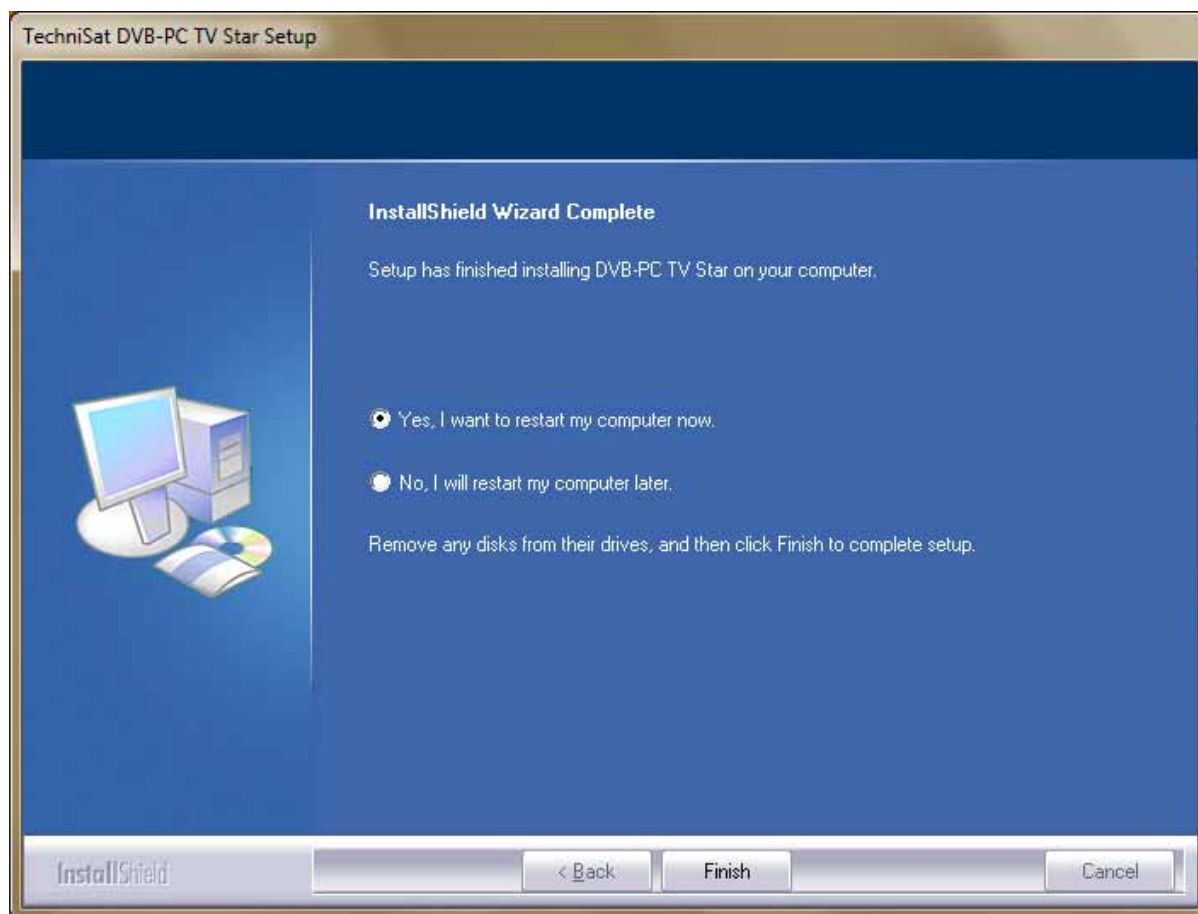 TechniSat DVB-PC TV Star Setup
InstallShield Wizard Complete
Setup has finished installing DVB-PC TV Star on your computer.
Yes, I want to restart my computer now.
No, I will restart my computer later.
Remove any disks from their drives, and then click Finish to complete setup.
InstallShield
< Back Finish Cancel